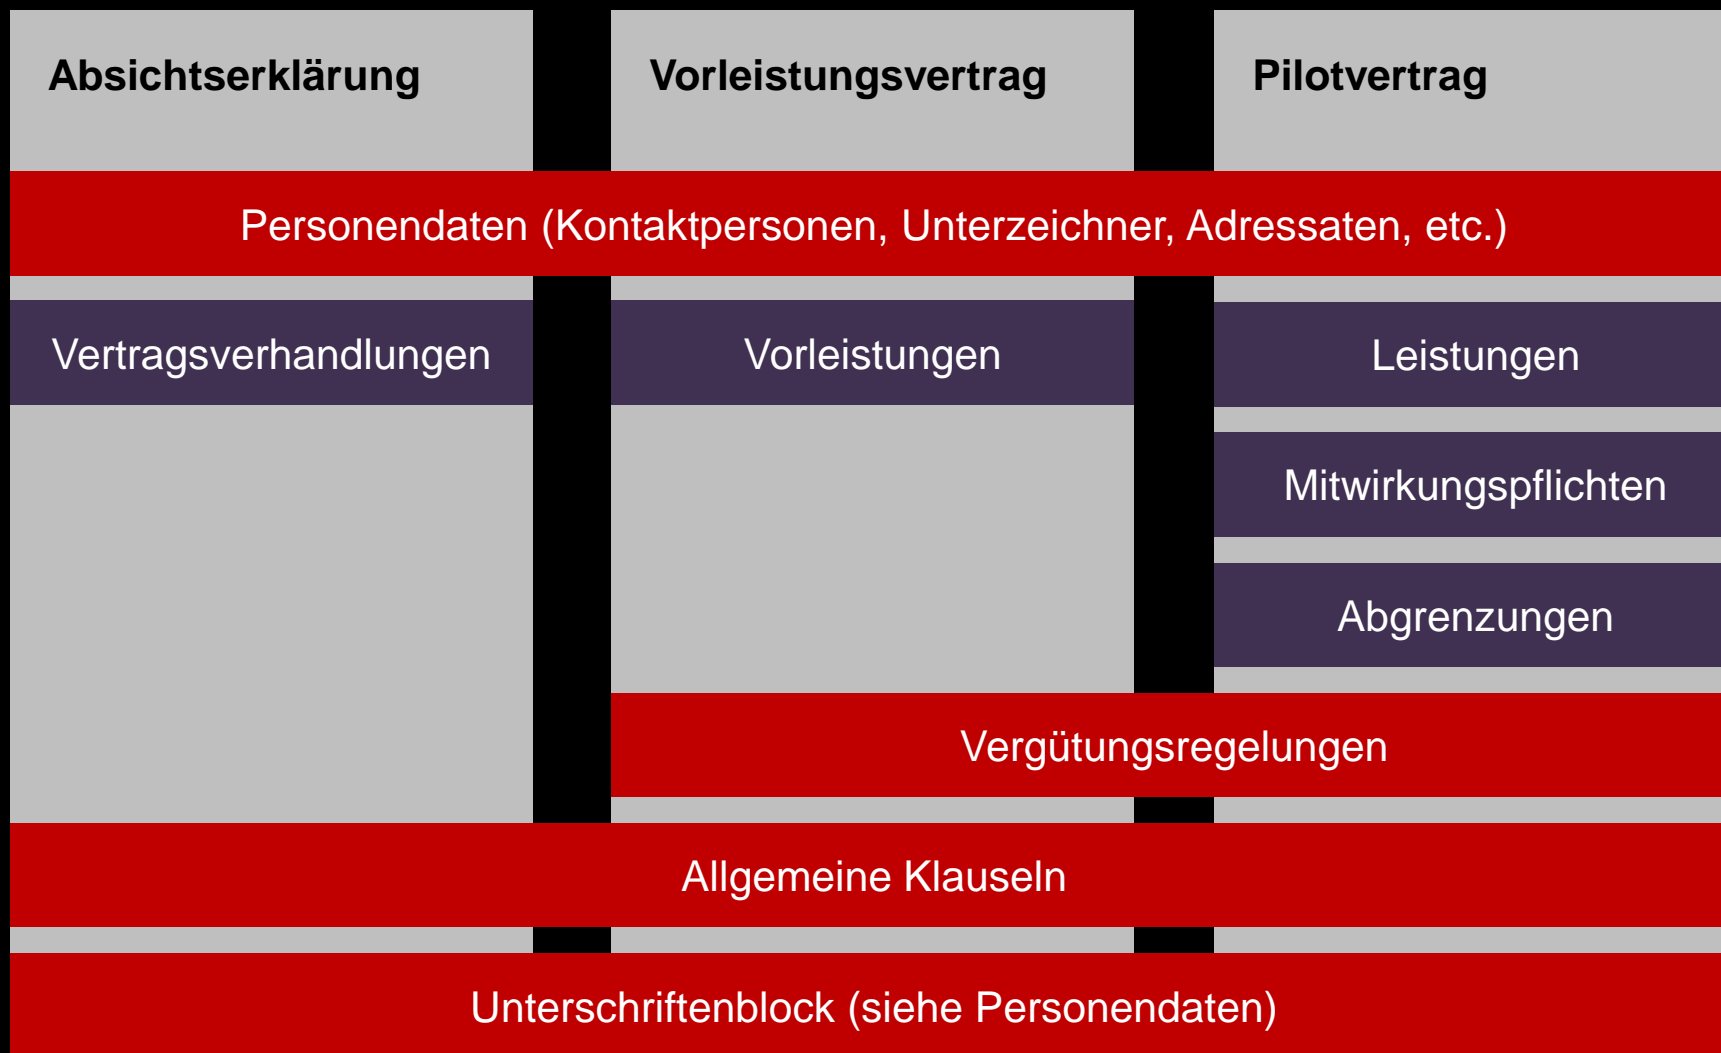 Absichtserklärung
Vorleistungsvertrag
Pilotvertrag
Personendaten (Kontaktpersonen, Unterzeichner, Adressaten, etc.)
Vertragsverhandlungen
Vorleistungen
Leistungen
Mitwirkungspflichten
Abgrenzungen
Vergütungsregelungen
Allgemeine Klauseln
Unterschriftenblock (siehe Personendaten)